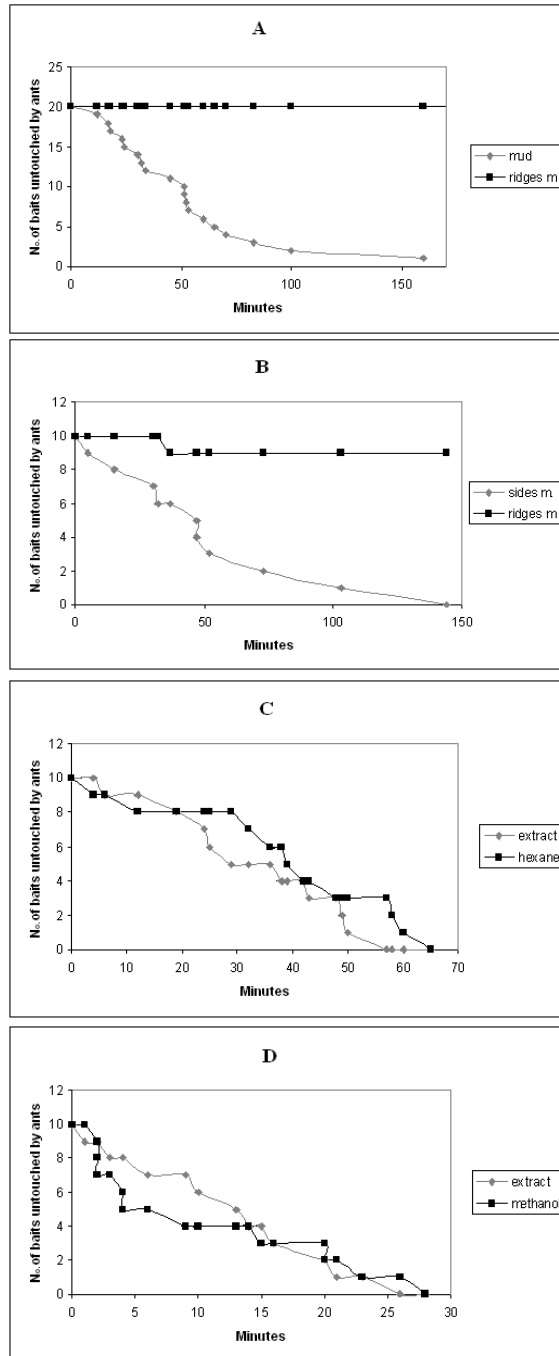 A
No. of baits untouched by ants
25
20
15
10
5
0
0 50 100 150
Minutes
mud
ridges m
B
No. of baits untouched by ants
12
10
8
6
4
2
0
0 50 100 150
Minutes
sides m.
ridges m
C
No. of baits untouched by ants
12
10
8
6
4
2
0
0 10 20 30 40 50 60 70
Minutes
extract
hexane
D
No. of baits untouched by ants
12
10
8
6
4
2
0
0 5 10 15 20 25 30
Minutes
extract
methanol